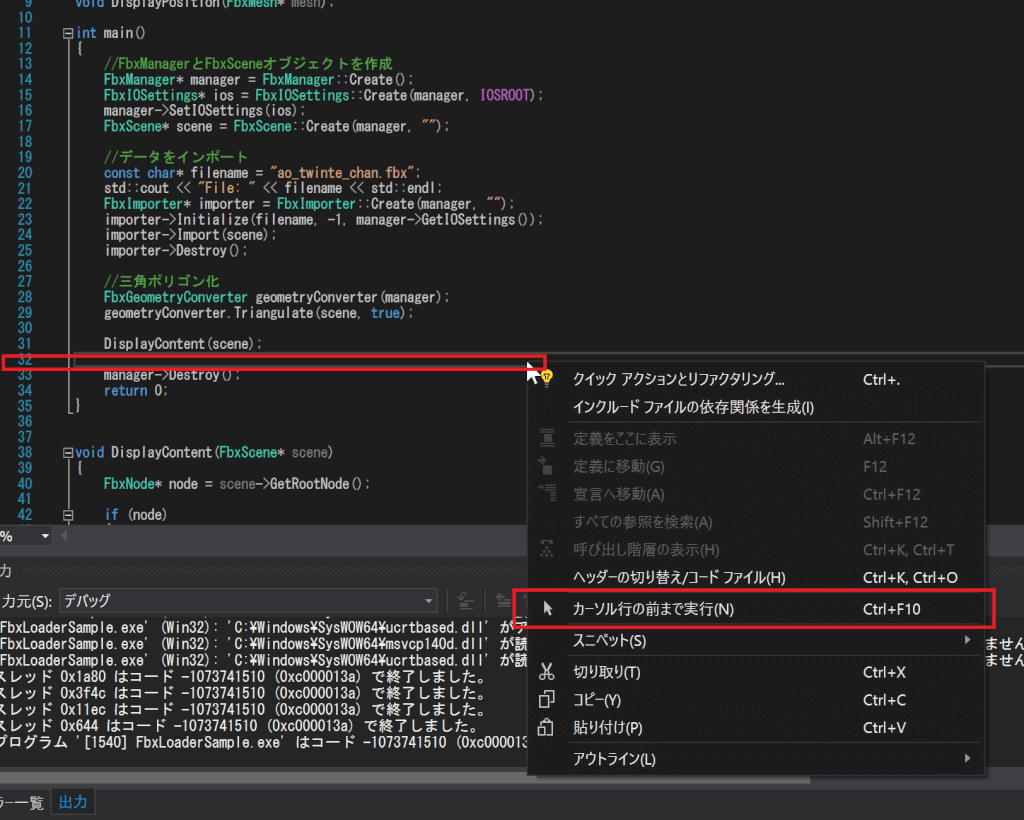 9 void DisplayPosition(FbxMesh* mesh);
10
11 int main()
12 {
13 //FbxManagerとFbxSceneオブジェクトを作成
14 FbxManager* manager = FbxManager::Create();
15 FbxIOSettings* ios = FbxIOSettings::Create(manager, IOSROOT);
16 manager->SetIOSettings(ios);
17 FbxScene* scene = FbxScene::Create(manager, "");
18
19 //データをインポート
20 const char* filename = "ao_twinte_chan.fbx";
21 std::cout << "File: " << filename << std::endl;
22 FbxImporter* importer = FbxImporter::Create(manager, "");
23 importer->Initialize(filename, -1, manager->GetIOSettings());
24 importer->Import(scene);
25 importer->Destroy();
26
27 //三角ポリゴン化
28 FbxGeometryConverter geometryConverter(manager);
29 geometryConverter.Triangulate(scene, true);
30
31 DisplayContent(scene);
32
33 manager->Destroy();
34 return 0;
35 }
36
37
38 void DisplayContent(FbxScene* scene)
39 {
40 FbxNode* node = scene->GetRootNode();
41
42 if (node)
%
クイック アクションとリファクタリング... Ctrl+.
インクルード ファイルの依存関係を生成(I)
定義をここに表示 Alt+F12
定義に移動(G) F12
宣言へ移動(A) Ctrl+F12
すべての参照を検索(A) Shift+F12
呼び出し階層の表示(H) Ctrl+K, Ctrl+T
ヘッダーの切り替え/コード ファイル(H) Ctrl+K, Ctrl+O
カーソル行の前まで実行(N) Ctrl+F10
スニペット(S)
切り取り(T) Ctrl+X
コピー(Y) Ctrl+C
貼り付け(P) Ctrl+V
アウトライン(L)
力
力元(S): デバッグ
FbxLoaderSample.exe' (Win32): 'C:¥Windows¥SysWOW64¥ucrtbased.dll' が
FbxLoaderSample.exe' (Win32): 'C:¥Windows¥SysWOW64¥msvcp140d.dll' が読 ません
FbxLoaderSample.exe' (Win32): 'C:¥Windows¥SysWOW64¥ucrtbased.dll' が読 ません
スレッド 0x1a80 はコード -1073741510 (0xc000013a) で終了しました。
スレッド 0x3f4c はコード -1073741510 (0xc000013a) で終了しました。
スレッド 0x11ec はコード -1073741510 (0xc000013a) で終了しました。
スレッド 0x644 はコード -1073741510 (0xc000013a) で終了しました。
プログラム '[1540] FbxLoaderSample.exe' はコード -1073741510 (0xc00001
ラー一覧 出力